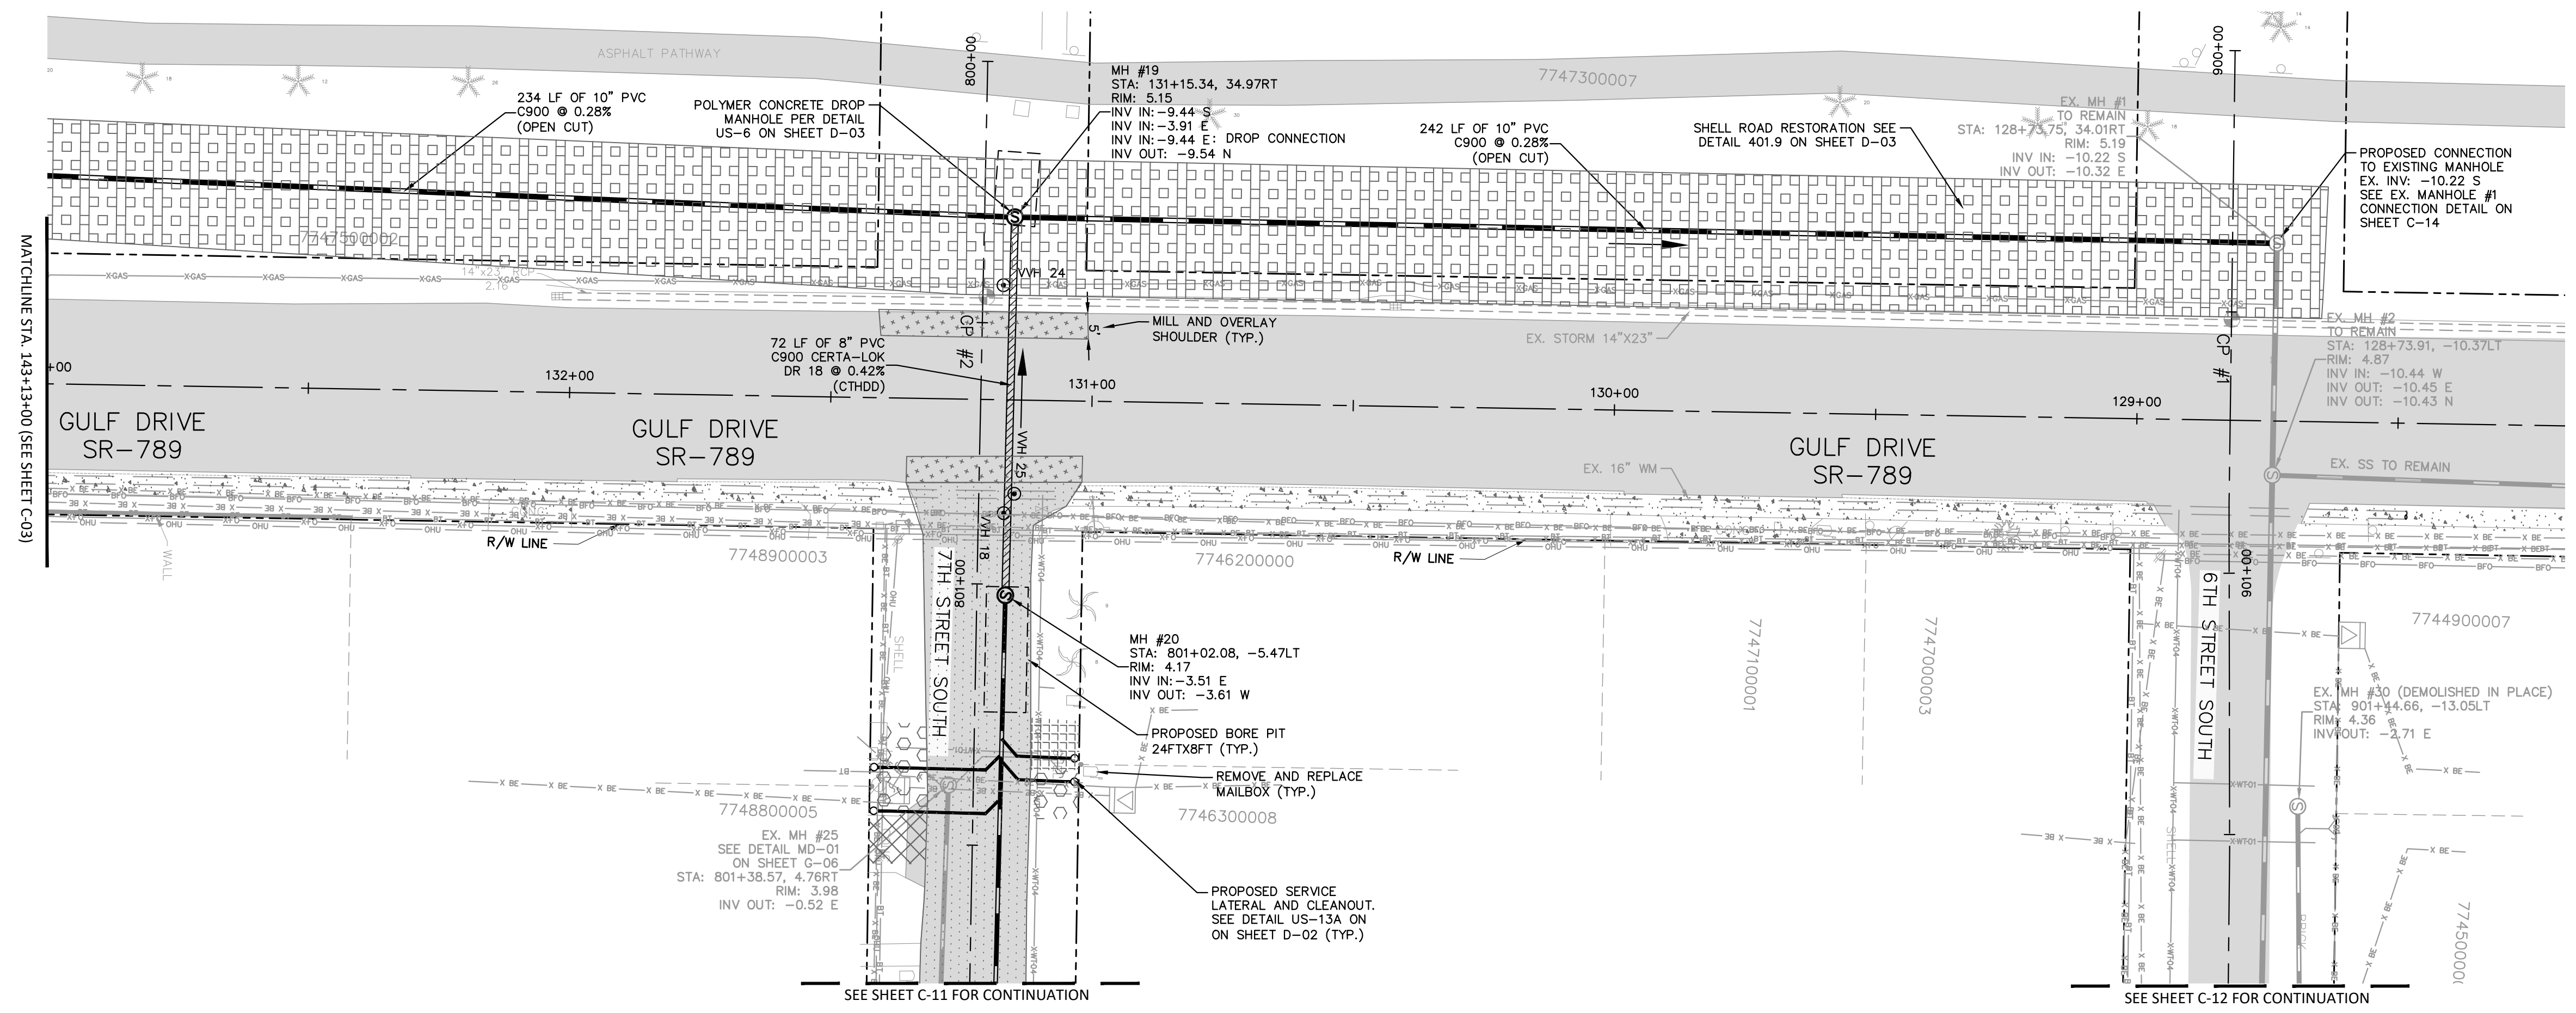 ASPHALT PATHWAY
234 LF OF 10" PVC
C900 @ 0.28%
(OPEN CUT)
POLYMER CONCRETE DROP
MANHOLE PER DETAIL
US-6 ON SHEET D-03
800+00
MH #19
STA: 131+15.34, 34.97RT
RIM: 5.15
INV IN:-9.44 S
INV IN:-3.91 E
INV IN:-9.44 E: DROP CONNECTION
INV OUT: -9.54 N
7747300007
242 LF OF 10" PVC
C900 @ 0.28%
(OPEN CUT)
SHELL ROAD RESTORATION SEE
DETAIL 401.9 ON SHEET D-03
EX. MH #1
TO REMAIN
STA: 128+73.75, 34.01RT
RIM: 5.19
INV IN: -10.22 S
INV OUT: -10.32 E
900+00
PROPOSED CONNECTION
TO EXISTING MANHOLE
EX. INV: -10.22 S
SEE EX. MANHOLE #1
CONNECTION DETAIL ON
SHEET C-14
MATCHLINE STA. 143+13+00 (SEE SHEET C-03)
7747500002
14"x23" RCP
2.16
X-GAS
VVH 24
CP #2
5'
MILL AND OVERLAY
SHOULDER (TYP.)
72 LF OF 8" PVC
C900 CERTA-LOK
DR 18 @ 0.42%
(CTHDD)
EX. STORM 14"X23"
CP #1
EX. MH #2
TO REMAIN
STA: 128+73.91, -10.37LT
RIM: 4.87
INV IN: -10.44 W
INV OUT: -10.45 E
INV OUT: -10.43 N
+00
132+00
131+00
130+00
129+00
GULF DRIVE
SR-789
GULF DRIVE
SR-789
GULF DRIVE
SR-789
VVH 25
VVH 18
EX. 16" WM
EX. SS TO REMAIN
R/W LINE
R/W LINE
WALL
7748900003
7746200000
7TH STREET SOUTH
801+00
SHELL
MH #20
STA: 801+02.08, -5.47LT
RIM: 4.17
INV IN:-3.51 E
INV OUT: -3.61 W
PROPOSED BORE PIT
24FTX8FT (TYP.)
REMOVE AND REPLACE
MAILBOX (TYP.)
7748800005
7746300008
EX. MH #25
SEE DETAIL MD-01
ON SHEET G-06
STA: 801+38.57, 4.76RT
RIM: 3.98
INV OUT: -0.52 E
PROPOSED SERVICE
LATERAL AND CLEANOUT.
SEE DETAIL US-13A ON
ON SHEET D-02 (TYP.)
7747100001
7747000003
6TH STREET SOUTH
901+00
7744900007
EX. MH #30 (DEMOLISHED IN PLACE)
STA: 901+44.66, -13.05LT
RIM: 4.36
INV OUT: -2.71 E
SHELL
BRICK
SEE SHEET C-11 FOR CONTINUATION
SEE SHEET C-12 FOR CONTINUATION